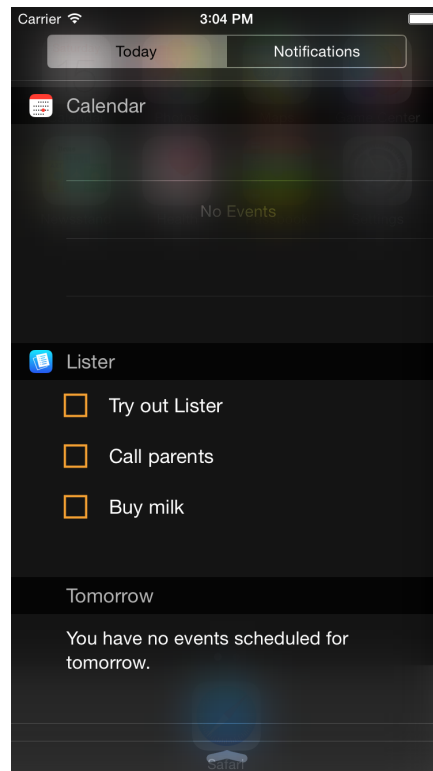 Carrier 3:04 PM
Today Notifications
Calendar
No Events
Lister
Try out Lister
Call parents
Buy milk
Tomorrow
You have no events scheduled for
tomorrow.
Safari